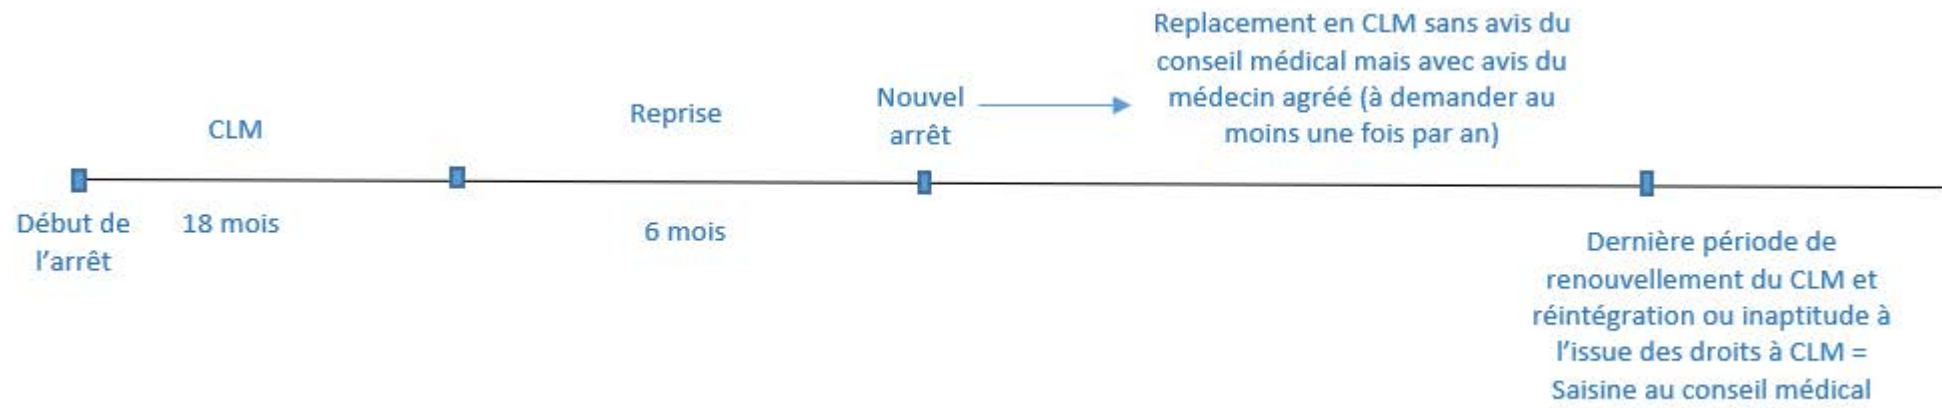 CLM
Reprise
Nouvel
arrêt
Replacement en CLM sans avis du
conseil médical mais avec avis du
médecin agréé (à demander au
moins une fois par an)
Début de
l'arrêt
18 mois
6 mois
Dernière période de
renouvellement du CLM et
réintégration ou inaptitude à
l'issue des droits à CLM =
Saisine au conseil médical